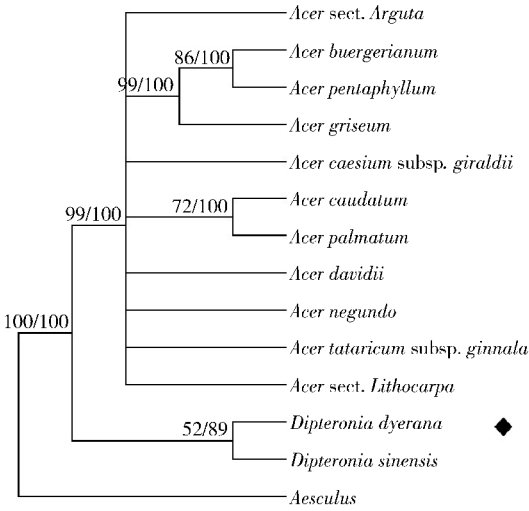 Acer sect. Arguta
Acer buergerianum
86/100
Acer pentaphyllum
99/100
Acer griseum
Acer caesium subsp. giraldii
Acer caudatum
72/100
99/100
Acer palmatum
Acer davidii
Acer negundo
100/100
Acer tataricum subsp. ginnala
Acer sect. Lithocarpa
Dipteronia dyerana
52/89
Dipteronia sinensis
Aesculus